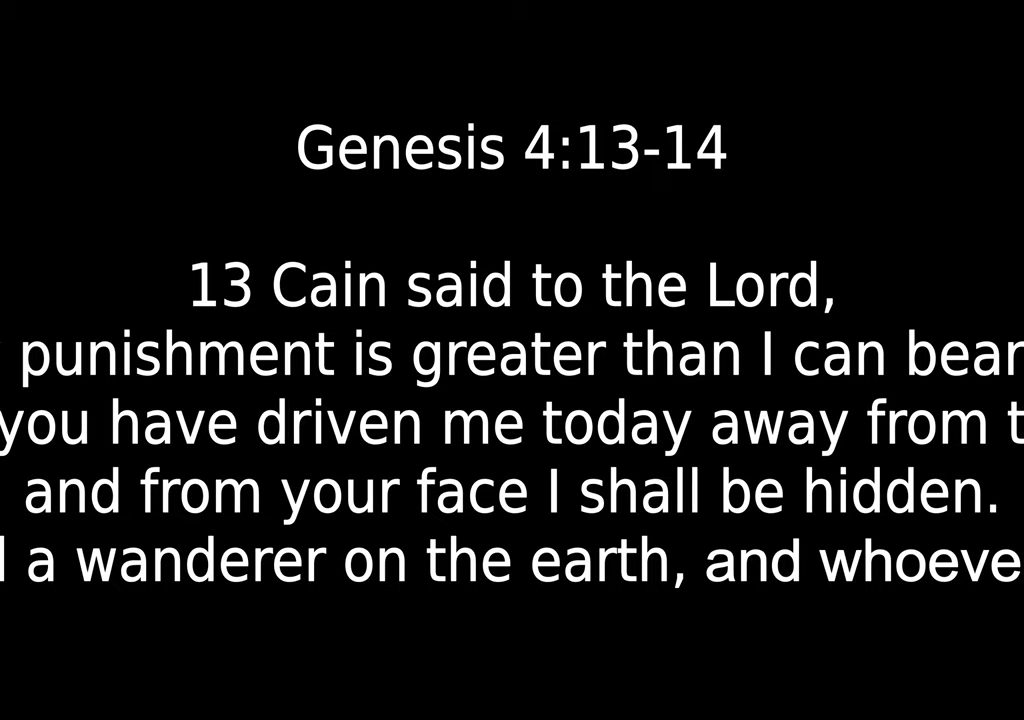 Genesis 4:13-14
13 Cain said to the Lord,
punishment is greater than I can bear
you have driven me today away from
and from your face I shall be hidden.
a wanderer on the earth, and whoeve